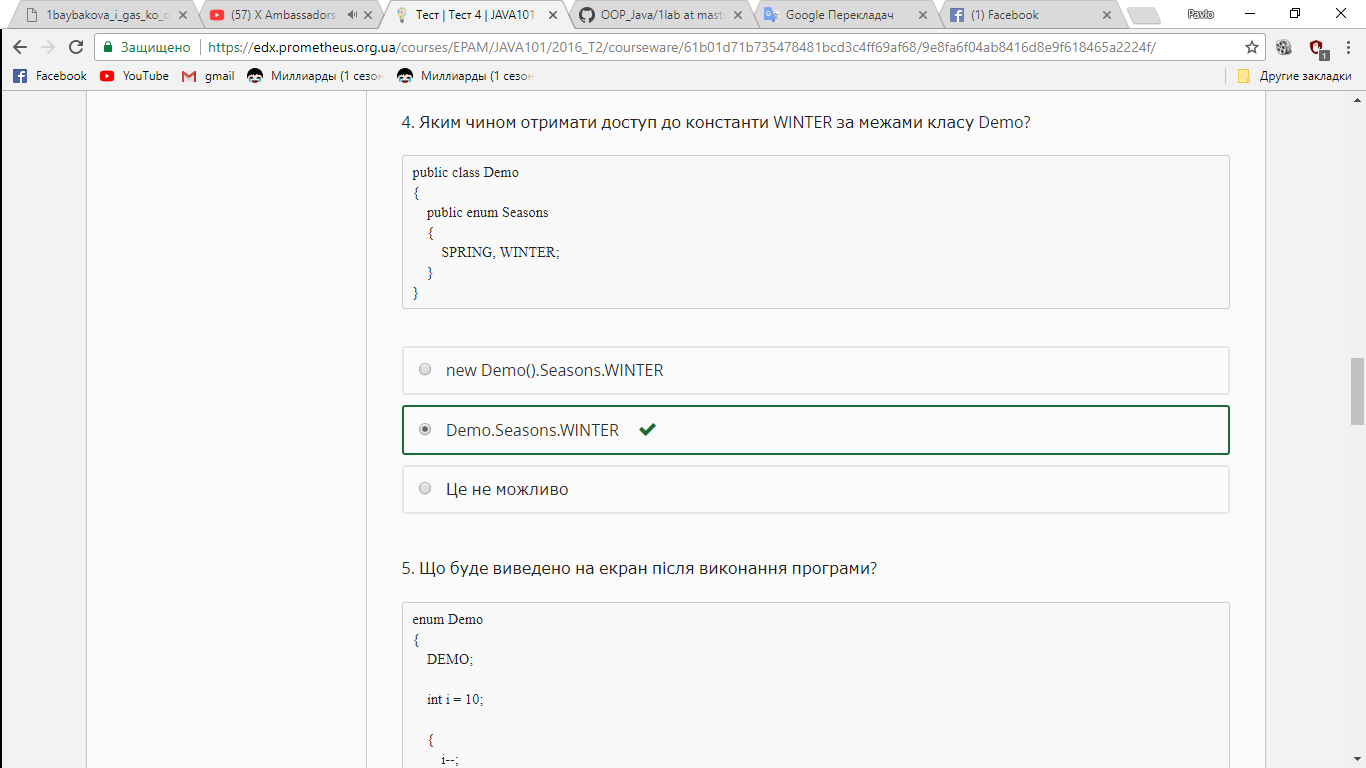 1baybakova_i_gas_ko_o
(57) X Ambassadors
Тест | Тест 4 | JAVA101
OOP_Java/1lab at mast
Google Перекладач
(1) Facebook
Pavlo
Защищено
https://edx.prometheus.org.ua/courses/EPAM/JAVA101/2016_T2/courseware/61b01d71b735478481bcd3c4ff69af68/9e8fa6f04ab8416d8e9f618465a2224f/
1
Facebook
YouTube
gmail
Миллиарды (1 сезон
Миллиарды (1 сезон
Другие закладки
4. Яким чином отримати доступ до константи WINTER за межами класу Demo?
public class Demo
{
public enum Seasons
{
SPRING, WINTER;
}
}
new Demo().Seasons.WINTER
Demo.Seasons.WINTER
Це не можливо
5. Що буде виведено на екран після виконання програми?
enum Demo
{
DEMO;
int i = 10;
{
i--;